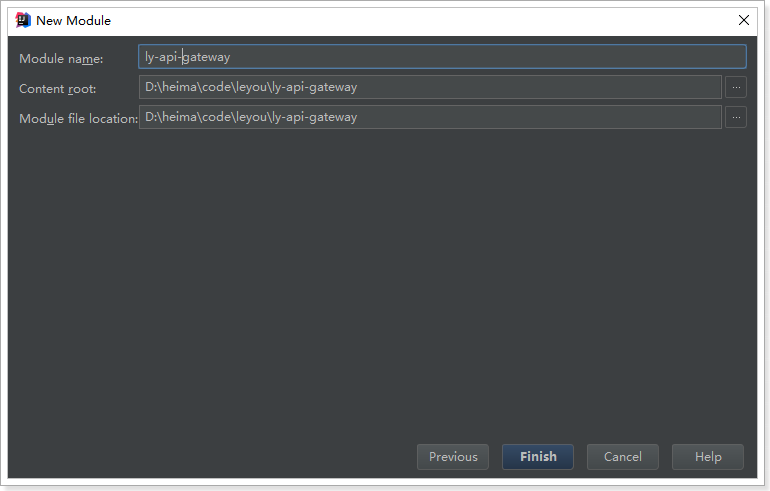 New Module
Module name: ly-api-gateway
Content root: D:\heima\code\leyou\ly-api-gateway ...
Module file location: D:\heima\code\leyou\ly-api-gateway ...
Previous Finish Cancel Help